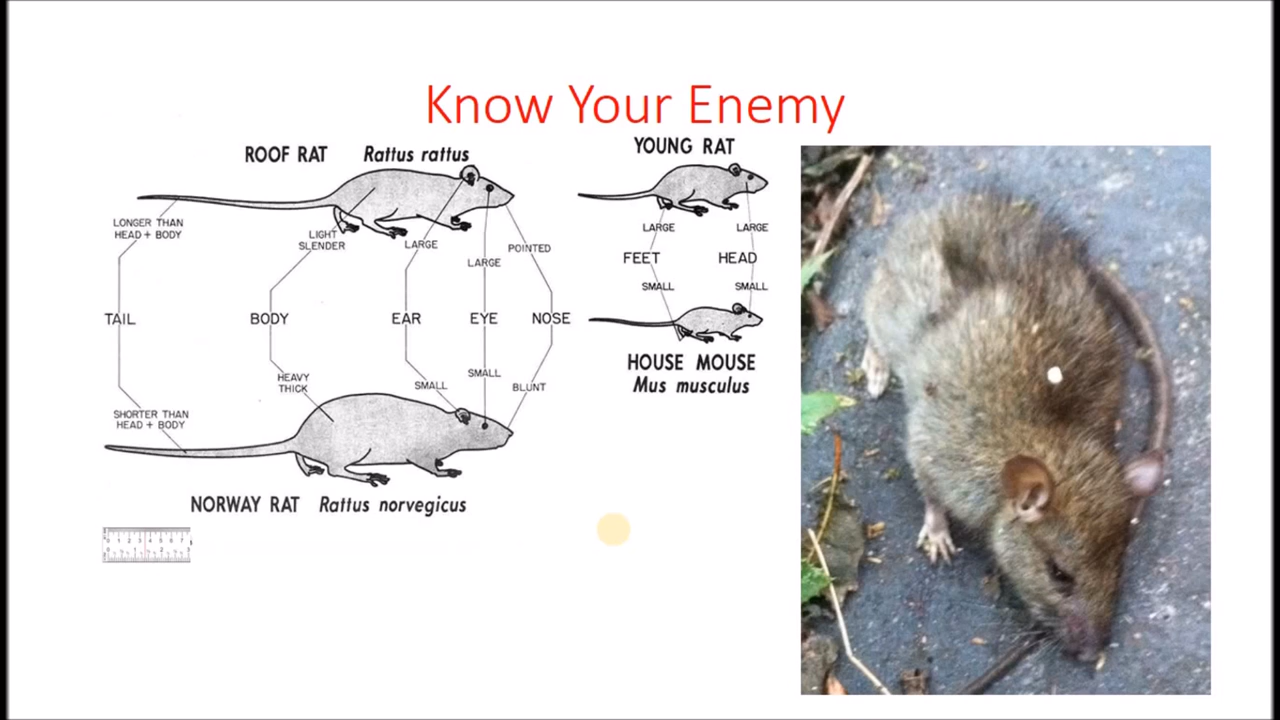 Know Your Enemy
ROOF RAT Rattus rattus
LONGER THAN
HEAD + BODY
LIGHT
SLENDER
LARGE
LARGE
POINTED
TAIL
BODY
EAR
EYE
NOSE
SHORTER THAN
HEAD + BODY
HEAVY
THICK
SMALL
SMALL
BLUNT
NORWAY RAT Rattus norvegicus
YOUNG RAT
LARGE
LARGE
FEET
HEAD
SMALL
SMALL
HOUSE MOUSE
Mus musculus